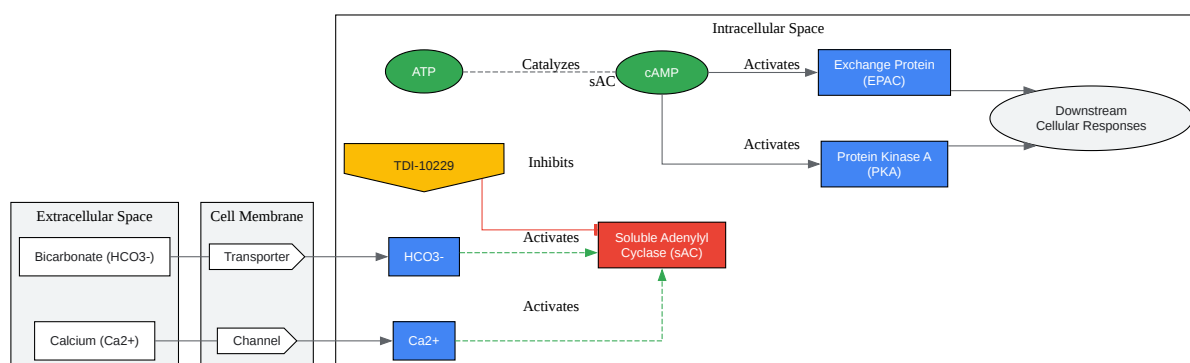 Intracellular Space
ATP
Catalyzes
sAC
cAMP
Activates
Exchange Protein
(EPAC)
Downstream
Cellular Responses
Activates
Protein Kinase A
(PKA)
TDI-10229
Inhibits
Extracellular Space
Cell Membrane
Bicarbonate (HCO3-)
Transporter
HCO3-
Activates
Soluble Adenylyl
Cyclase (sAC)
Calcium (Ca2+)
Channel
Ca2+
Activates